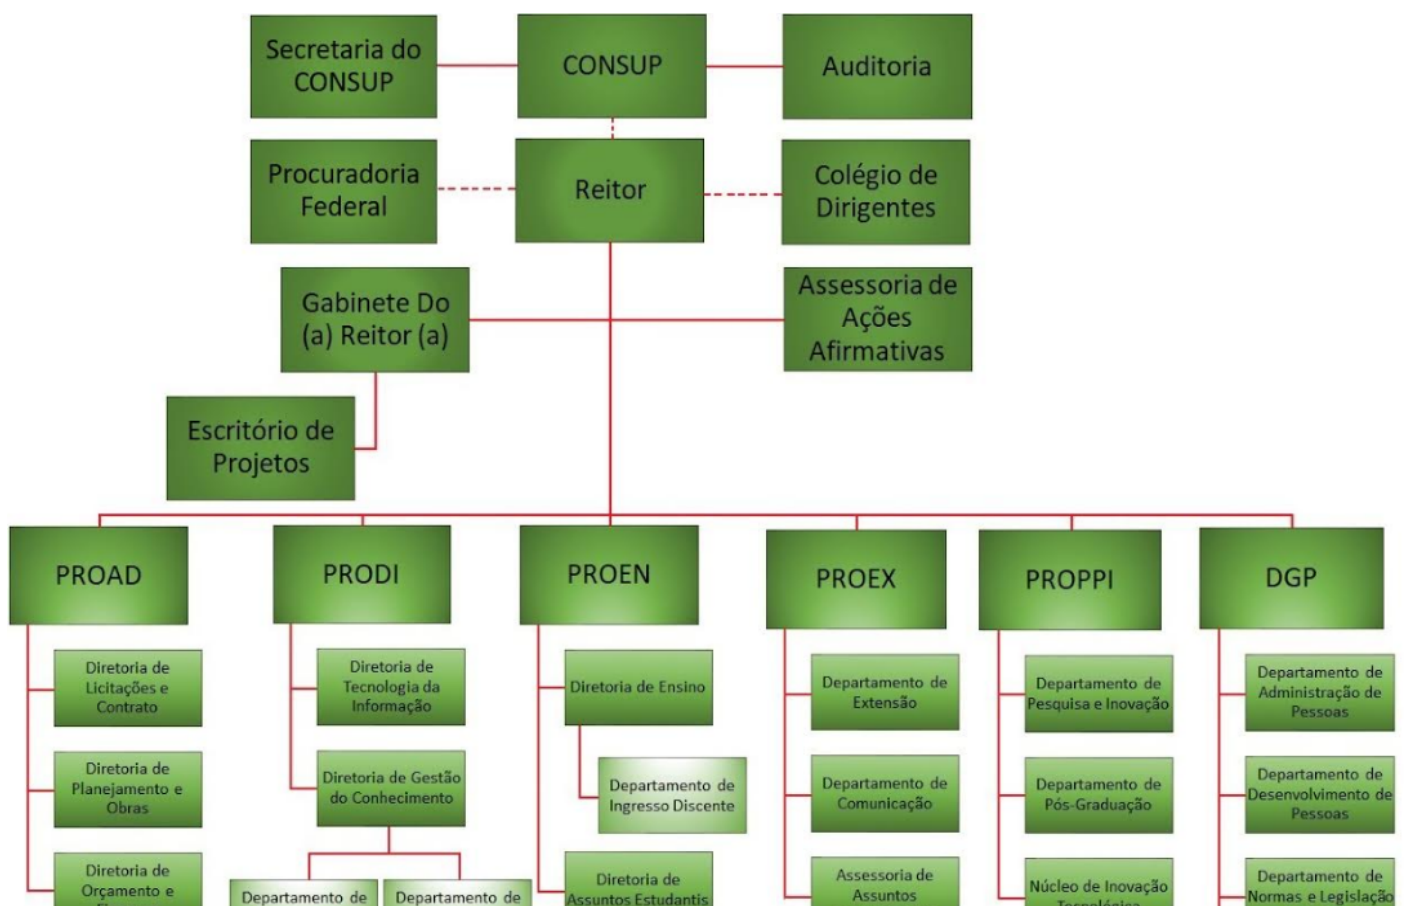 Secretaria do
CONSUP
CONSUP
Auditoria
Procuradoria
Federal
Reitor
Colégio de
Dirigentes
Gabinete Do
(a) Reitor (a)
Assessoria de
Ações
Afirmativas
Escritório de
Projetos
PROAD
PRODI
PROEN
PROEX
PROPPI
DGP
Diretoria de
Licitações e
Contrato
Diretoria de
Planejamento e
Obras
Diretoria de
Orçamento e
Diretoria de
Tecnologia da
Informação
Diretoria de Gestão
do Conhecimento
Departamento de
Departamento de
Diretoria de Ensino
Departamento de
Ingresso Discente
Diretoria de
Assuntos Estudantis
Departamento de
Extensão
Departamento de
Comunicação
Assessoria de
Assuntos
Departamento de
Pesquisa e Inovação
Departamento de
Pós-Graduação
Núcleo de Inovação
Tecnológica
Departamento de
Administração de
Pessoas
Departamento de
Desenvolvimento de
Pessoas
Departamento de
Normas e Legislação